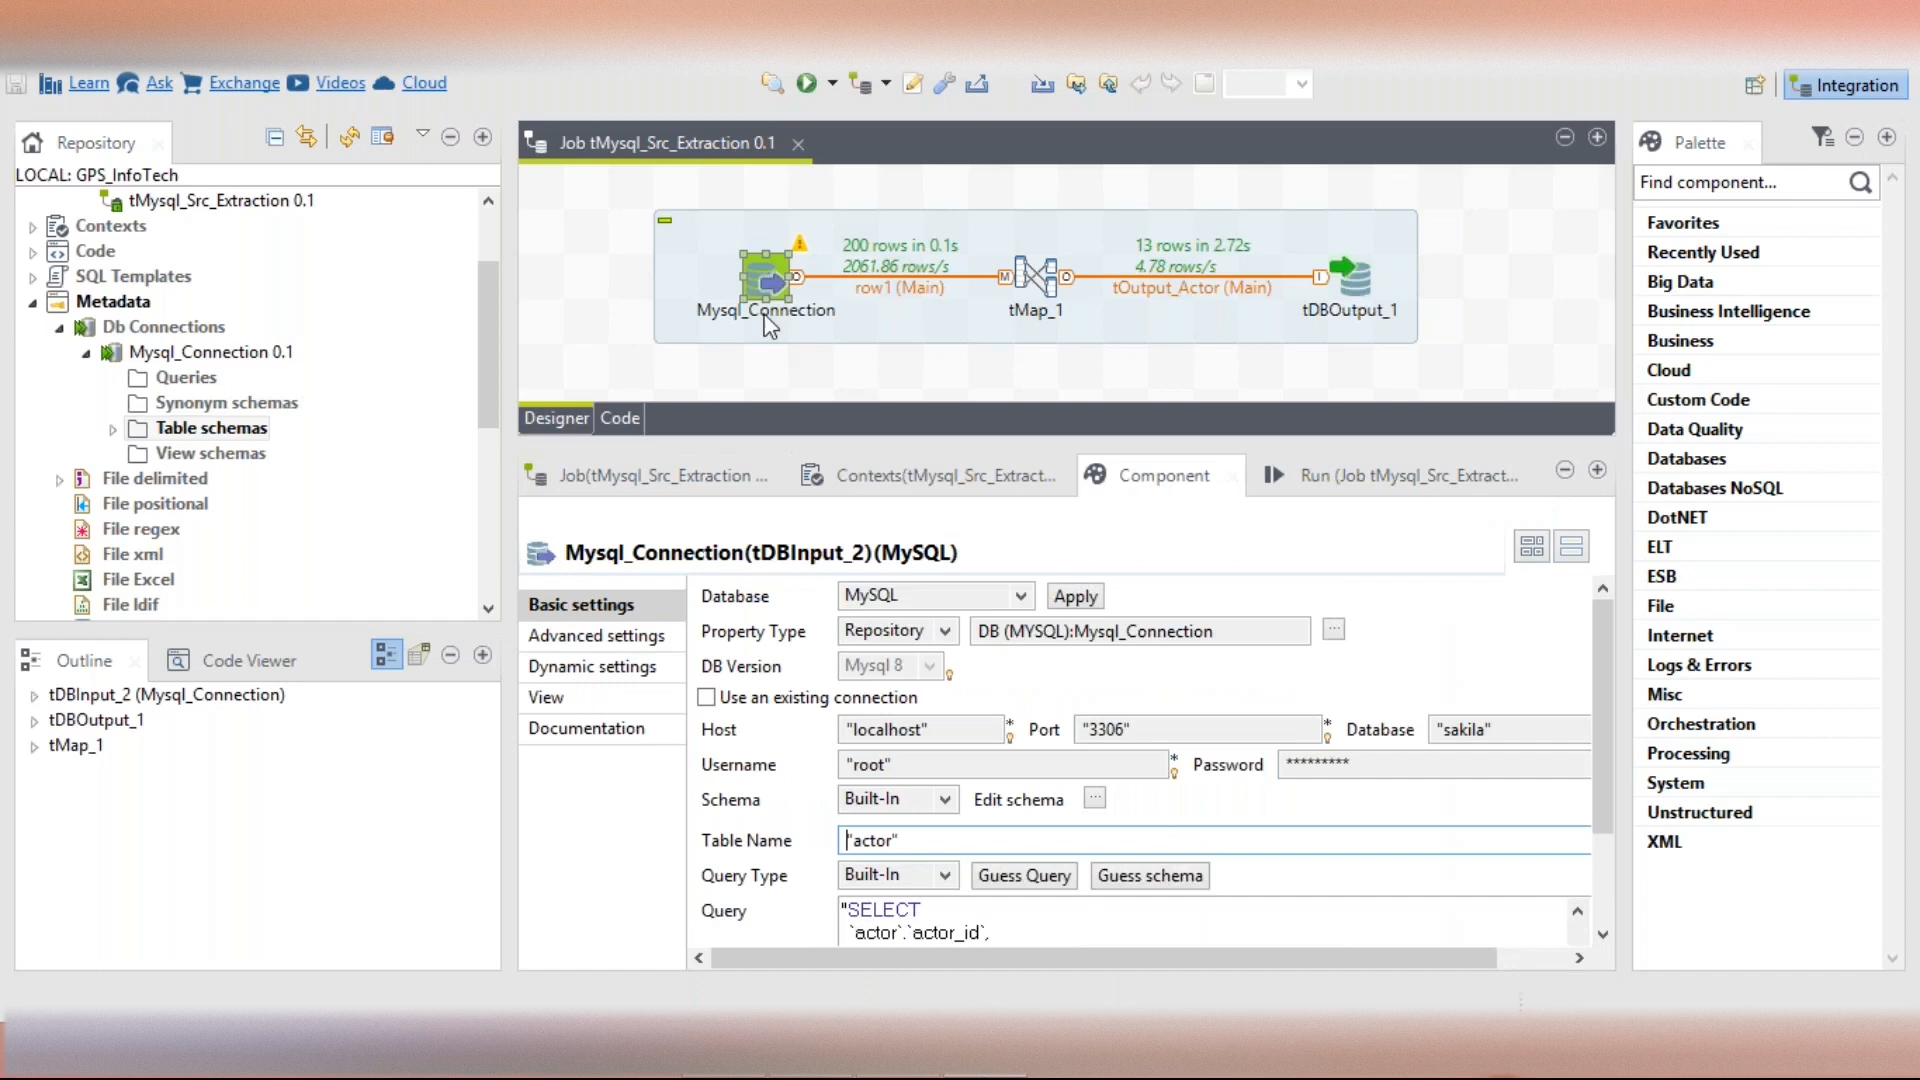 Learn Ask Exchange Videos Cloud
Integration
Repository
LOCAL: GPS_InfoTech
tMysql_Src_Extraction 0.1
Contexts
Code
SQL Templates
Metadata
Db Connections
Mysql_Connection 0.1
Queries
Synonym schemas
Table schemas
View schemas
File delimited
File positional
File regex
File xml
File Excel
File ldif
Outline Code Viewer
tDBInput_2 (Mysql_Connection)
tDBOutput_1
tMap_1
Job tMysql_Src_Extraction 0.1
200 rows in 0.1s
2061.86 rows/s
row1 (Main)
13 rows in 2.72s
4.78 rows/s
tOutput_Actor (Main)
Mysql_Connection
tMap_1
tDBOutput_1
Designer Code
Job(tMysql_Src_Extraction ... Contexts(tMysql_Src_Extract... Component Run (Job tMysql_Src_Extract...
Mysql_Connection(tDBInput_2)(MySQL)
Basic settings
Advanced settings
Dynamic settings
View
Documentation
Database MySQL Apply
Property Type Repository DB (MYSQL):Mysql_Connection ...
DB Version Mysql 8
Use an existing connection
Host "localhost" * Port "3306" * Database "sakila"
Username "root" * Password *********
Schema Built-In Edit schema ...
Table Name "actor"
Query Type Built-In Guess Query Guess schema
Query "SELECT
`actor`.`actor_id`,
Palette
Find component...
Favorites
Recently Used
Big Data
Business Intelligence
Business
Cloud
Custom Code
Data Quality
Databases
Databases NoSQL
DotNET
ELT
ESB
File
Internet
Logs & Errors
Misc
Orchestration
Processing
System
Unstructured
XML